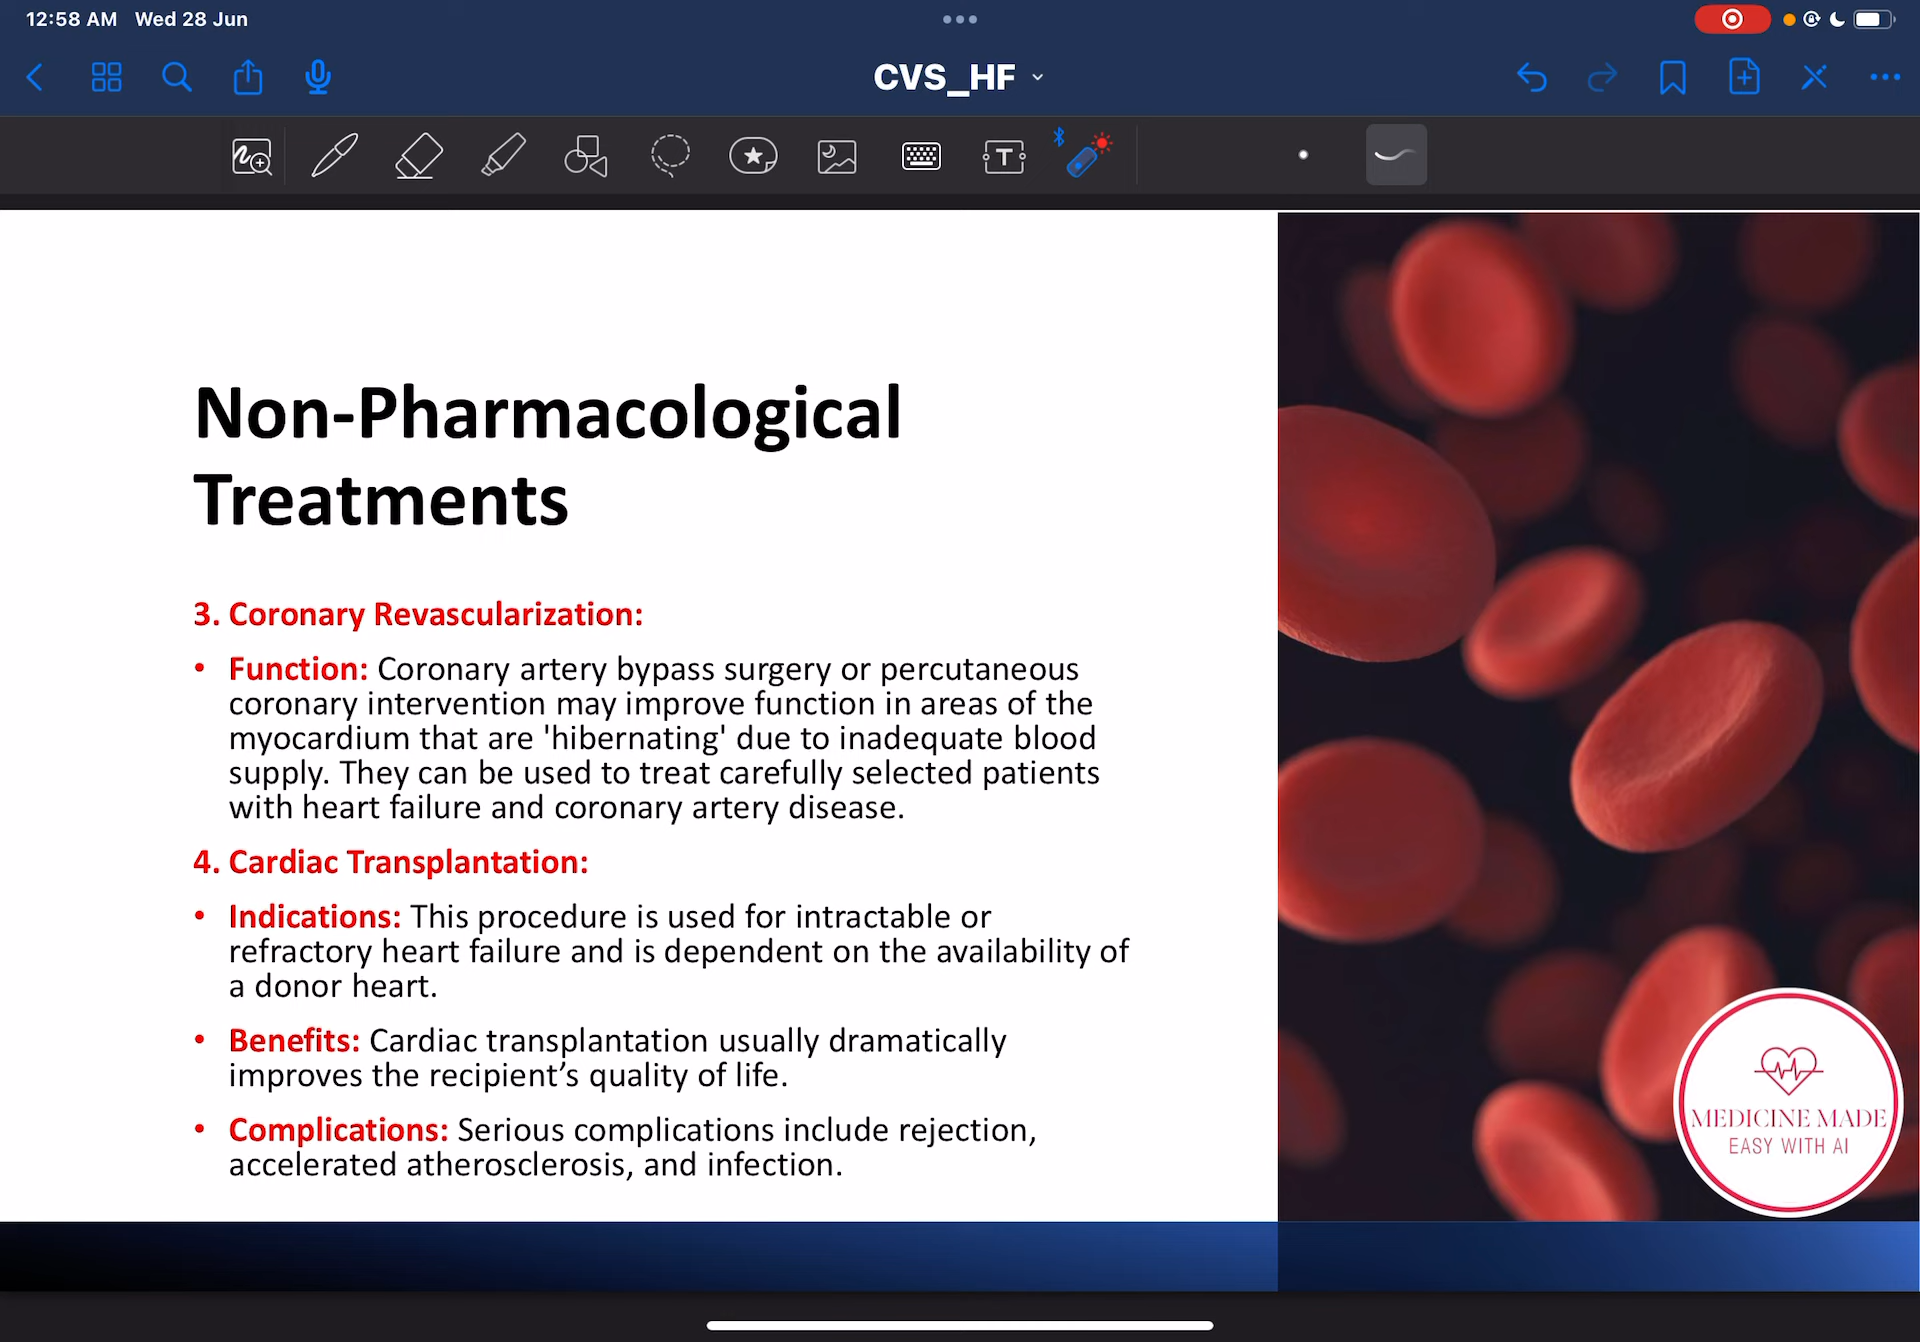 12:58 AM Wed 28 Jun
CVS_HF
T
Non-Pharmacological
Treatments
3. Coronary Revascularization:
• Function: Coronary artery bypass surgery or percutaneous
coronary intervention may improve function in areas of the
myocardium that are 'hibernating' due to inadequate blood
supply. They can be used to treat carefully selected patients
with heart failure and coronary artery disease.
4. Cardiac Transplantation:
• Indications: This procedure is used for intractable or
refractory heart failure and is dependent on the availability of
a donor heart.
• Benefits: Cardiac transplantation usually dramatically
improves the recipient’s quality of life.
• Complications: Serious complications include rejection,
accelerated atherosclerosis, and infection.
MEDICINE MADE
EASY WITH AI